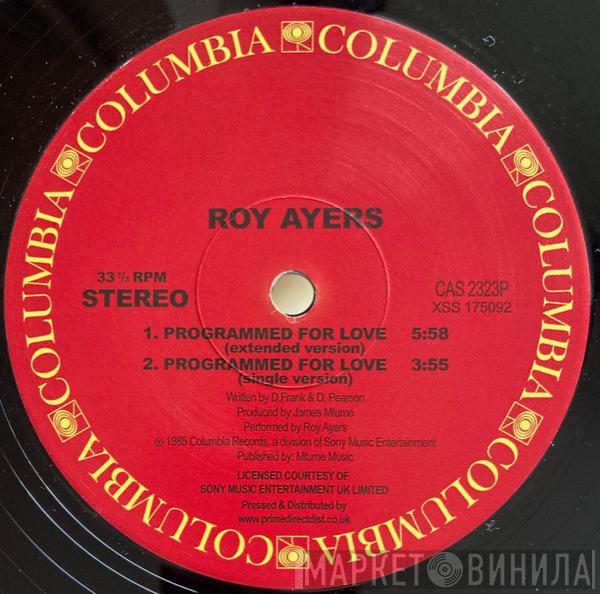 COLUMBIA COLUMBIA COLUMBIA COLUMBIA COLUMBIA COLUMBIA
ROY AYERS
33 ⅓ RPM
STEREO
CAS 2323P
XSS 175092
1. PROGRAMMED FOR LOVE 5:58
(extended version)
2. PROGRAMMED FOR LOVE 3:55
(single version)
Written by D.Frank & D. Pearson
Produced by James Mtume
Performed by Roy Ayers
℗ 1985 Columbia Records, a division of Sony Music Entertainment
Published by: Mtume Music
LICENSED COURTESY OF
SONY MUSIC ENTERTAINMENT UK LIMITED
Pressed & Distributed by
www.primedirectdist.co.uk
МАРКЕТ ВИНИЛА